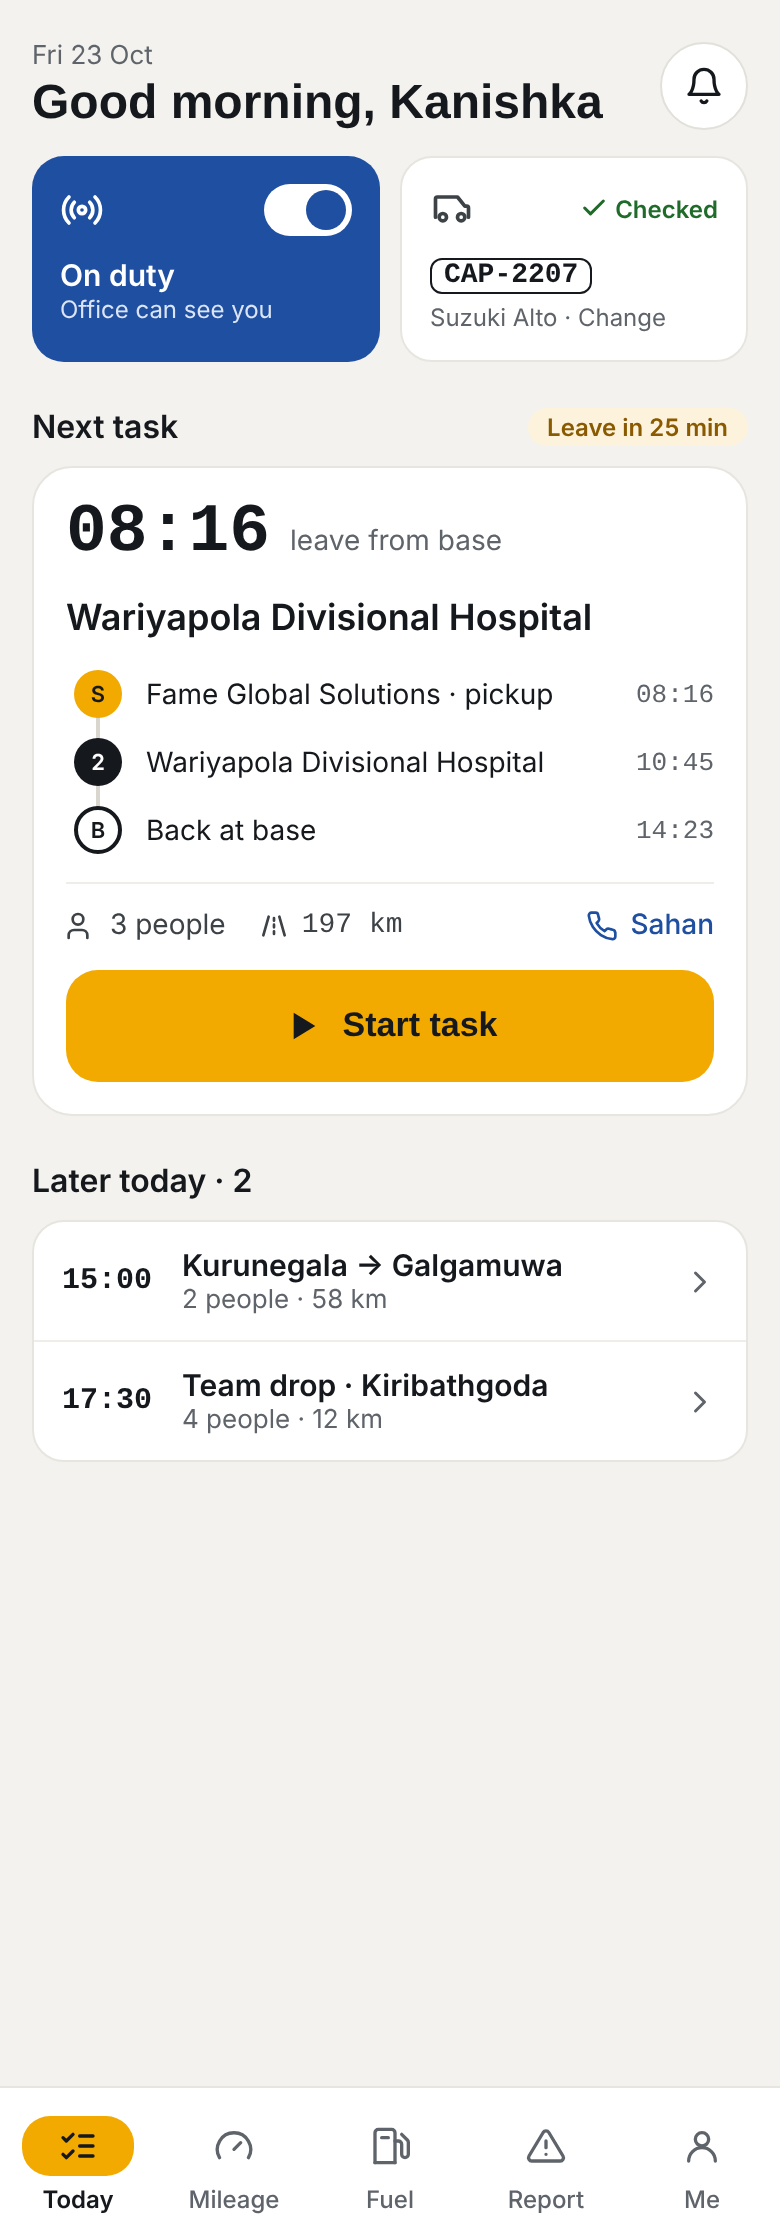 Fri 23 Oct
Good morning, Kanishka
On duty
Office can see you
Checked
CAP-2207
Suzuki Alto · Change
Next task
Leave in 25 min
08:16 leave from base
Wariyapola Divisional Hospital
S Fame Global Solutions · pickup 08:16
2 Wariyapola Divisional Hospital 10:45
B Back at base 14:23
3 people 197 km Sahan
Start task
Later today · 2
15:00 Kurunegala → Galgamuwa
2 people · 58 km
17:30 Team drop · Kiribathgoda
4 people · 12 km
Today Mileage Fuel Report Me